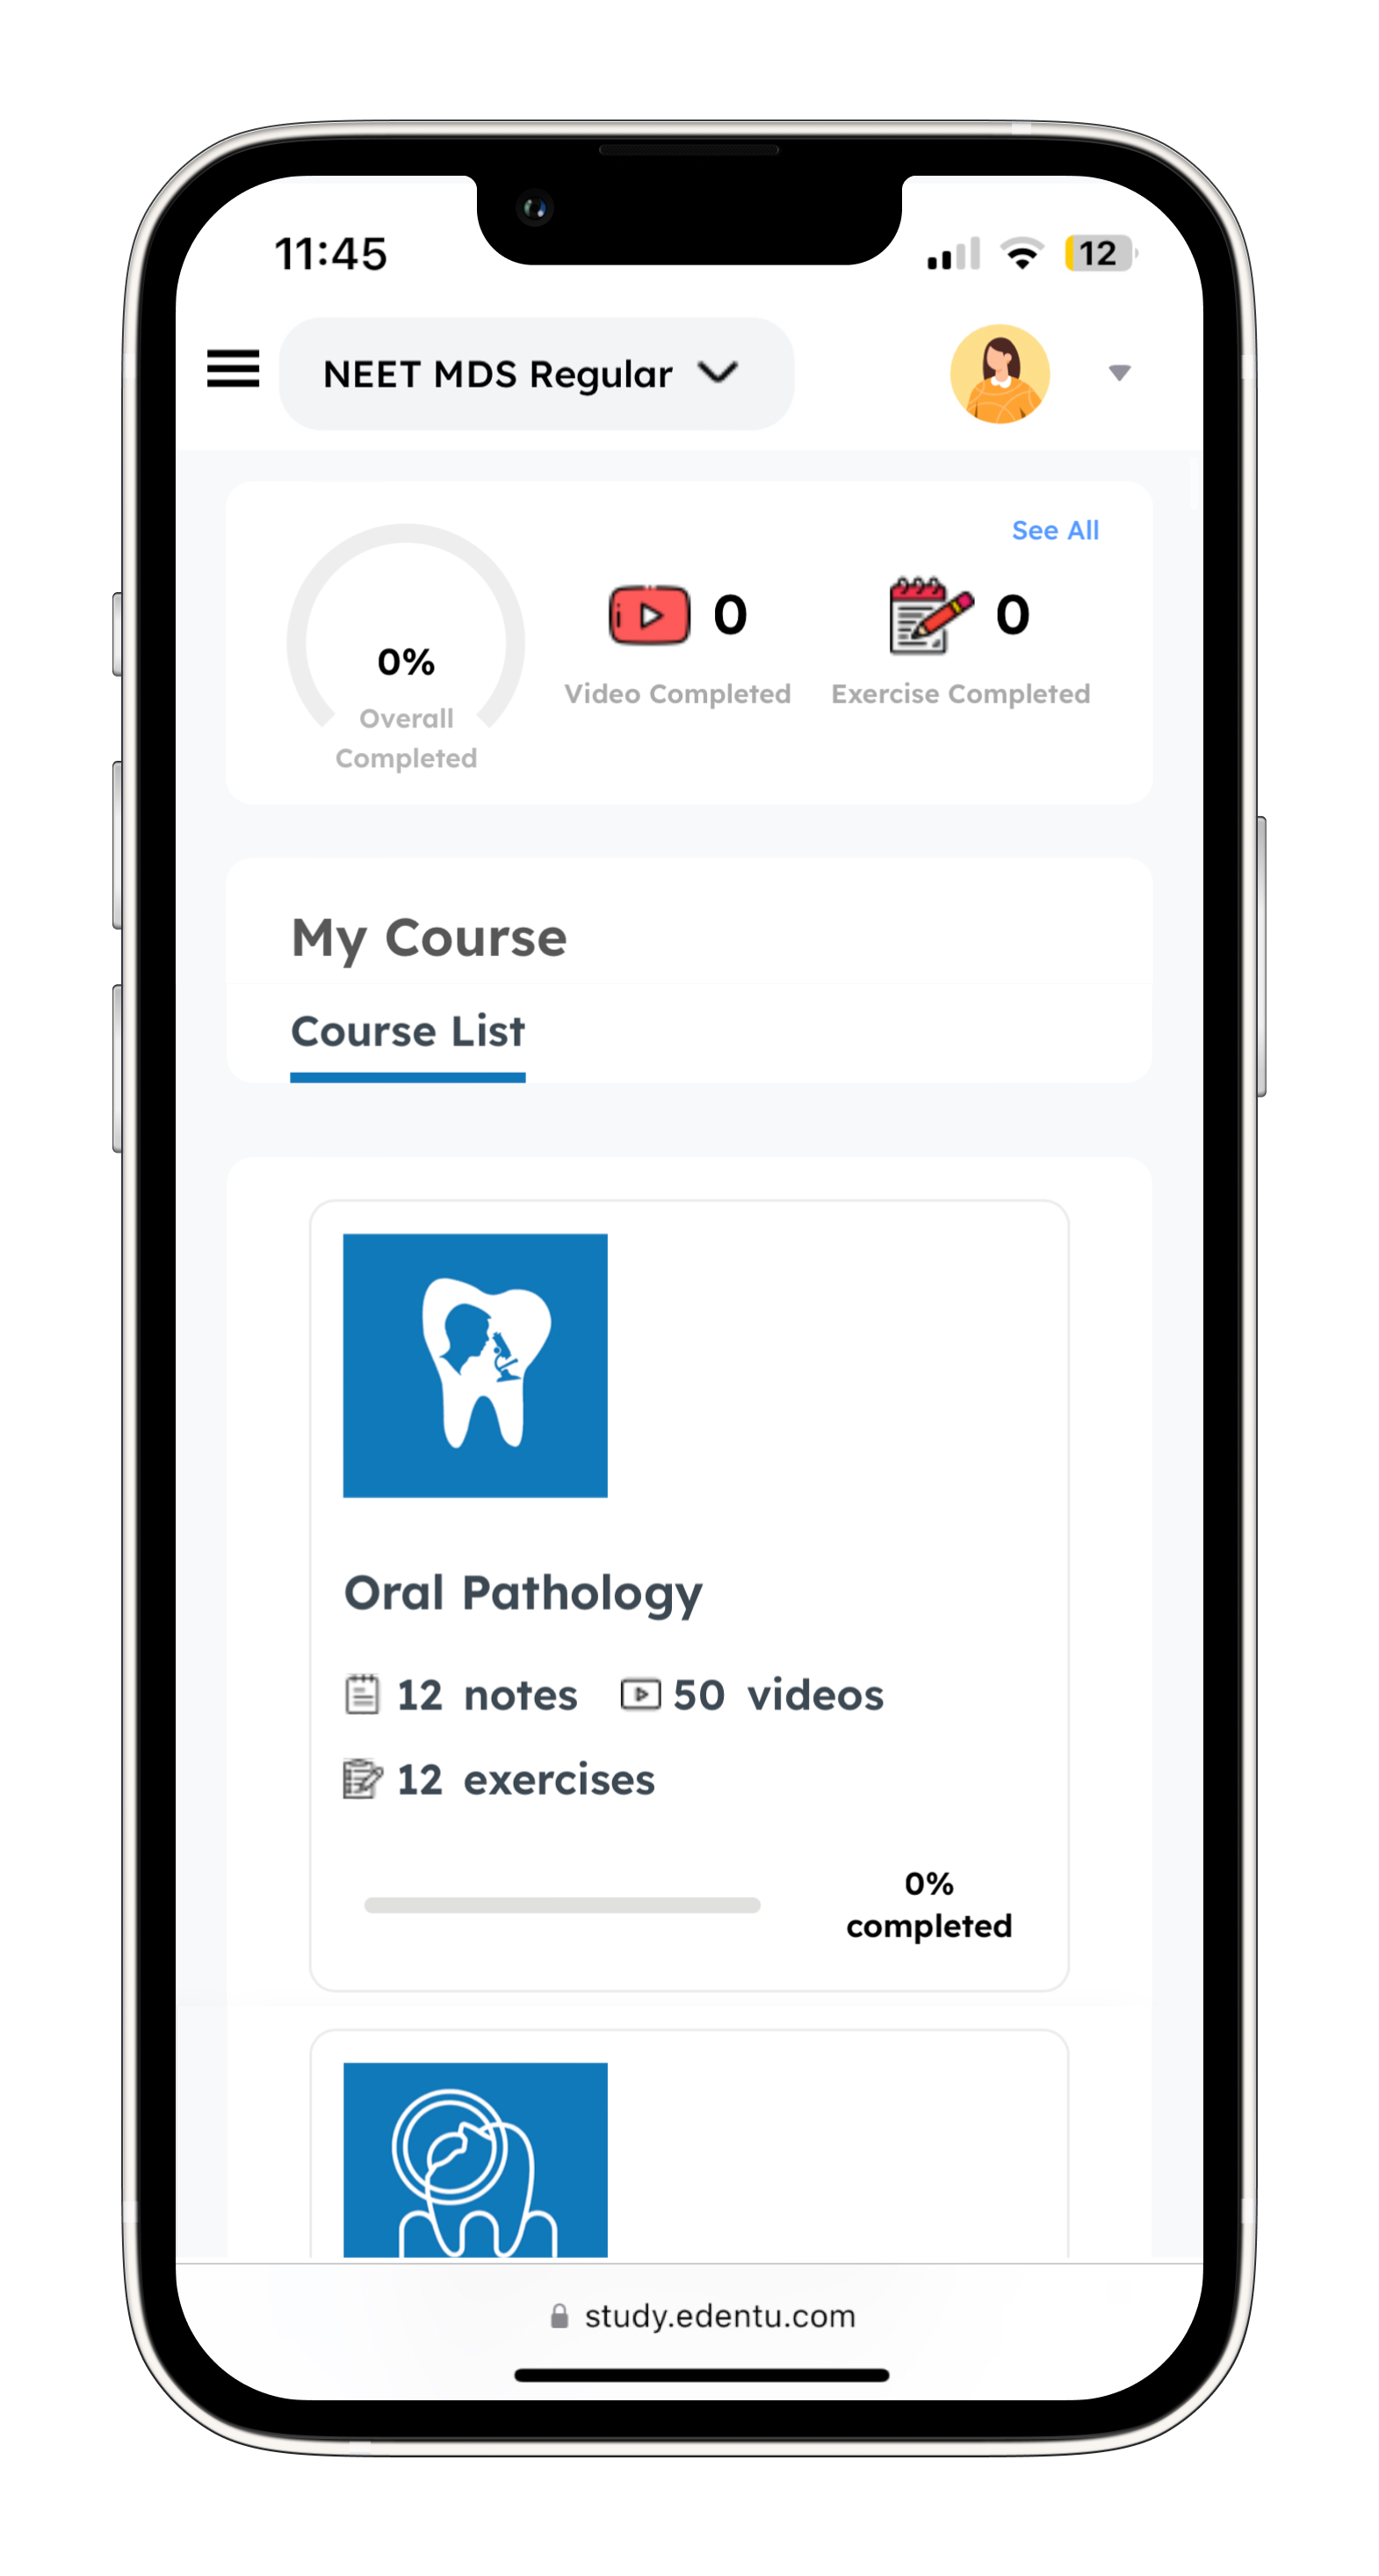 11:45
12
NEET MDS Regular
See All
0%
Overall
Completed
0
Video Completed
0
Exercise Completed
My Course
Course List
Oral Pathology
12 notes 50 videos
12 exercises
0%
completed
study.edentu.com